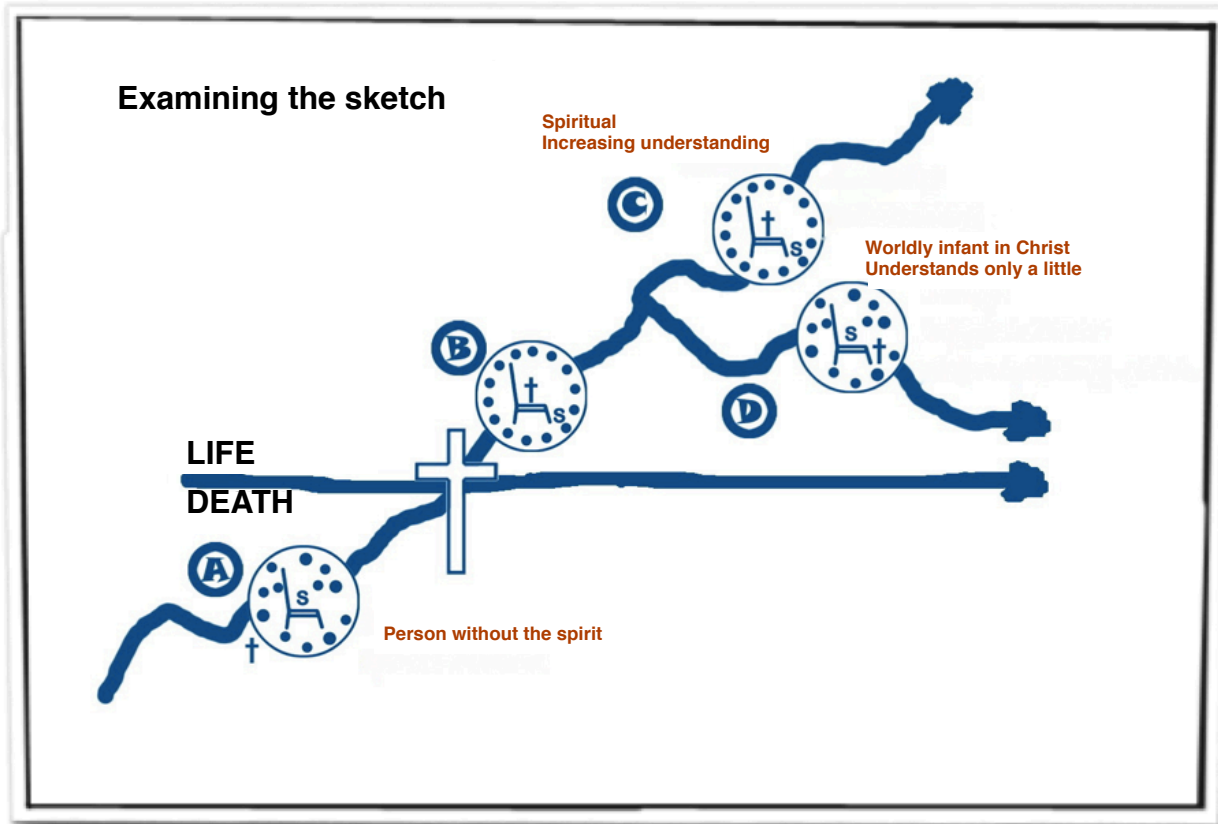 Examining the sketch
Spiritual
Increasing understanding
C
S
Worldly infant in Christ
Understands only a little
S
B
S
D
LIFE
DEATH
A
S
Person without the spirit